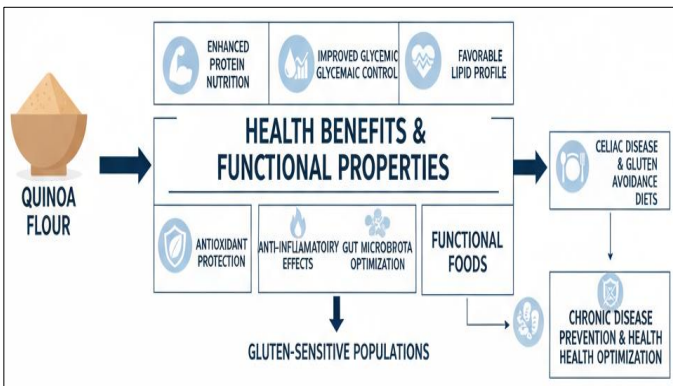 ENHANCED
PROTEIN
NUTRITION
IMPROVED GLYCEMIC
GLYCEMAIC CONTROL
FAVORABLE
LIPID PROFILE
QUINOA
FLOUR
HEALTH BENEFITS &
FUNCTIONAL PROPERTIES
CELIAC DISEASE
& GLUTEN
AVOIDANCE
DIETS
ANTIOXIDANT
PROTECTION
ANTI-INFLAMIATORY
EFFECTS
GUT MICROBROTA
OPTIMIZATION
FUNCTIONAL
FOODS
GLUTEN-SENSITIVE POPULATIONS
CHRONIC DISEASE
PREVENTION & HEALTH
HEALTH OPTIMIZATION